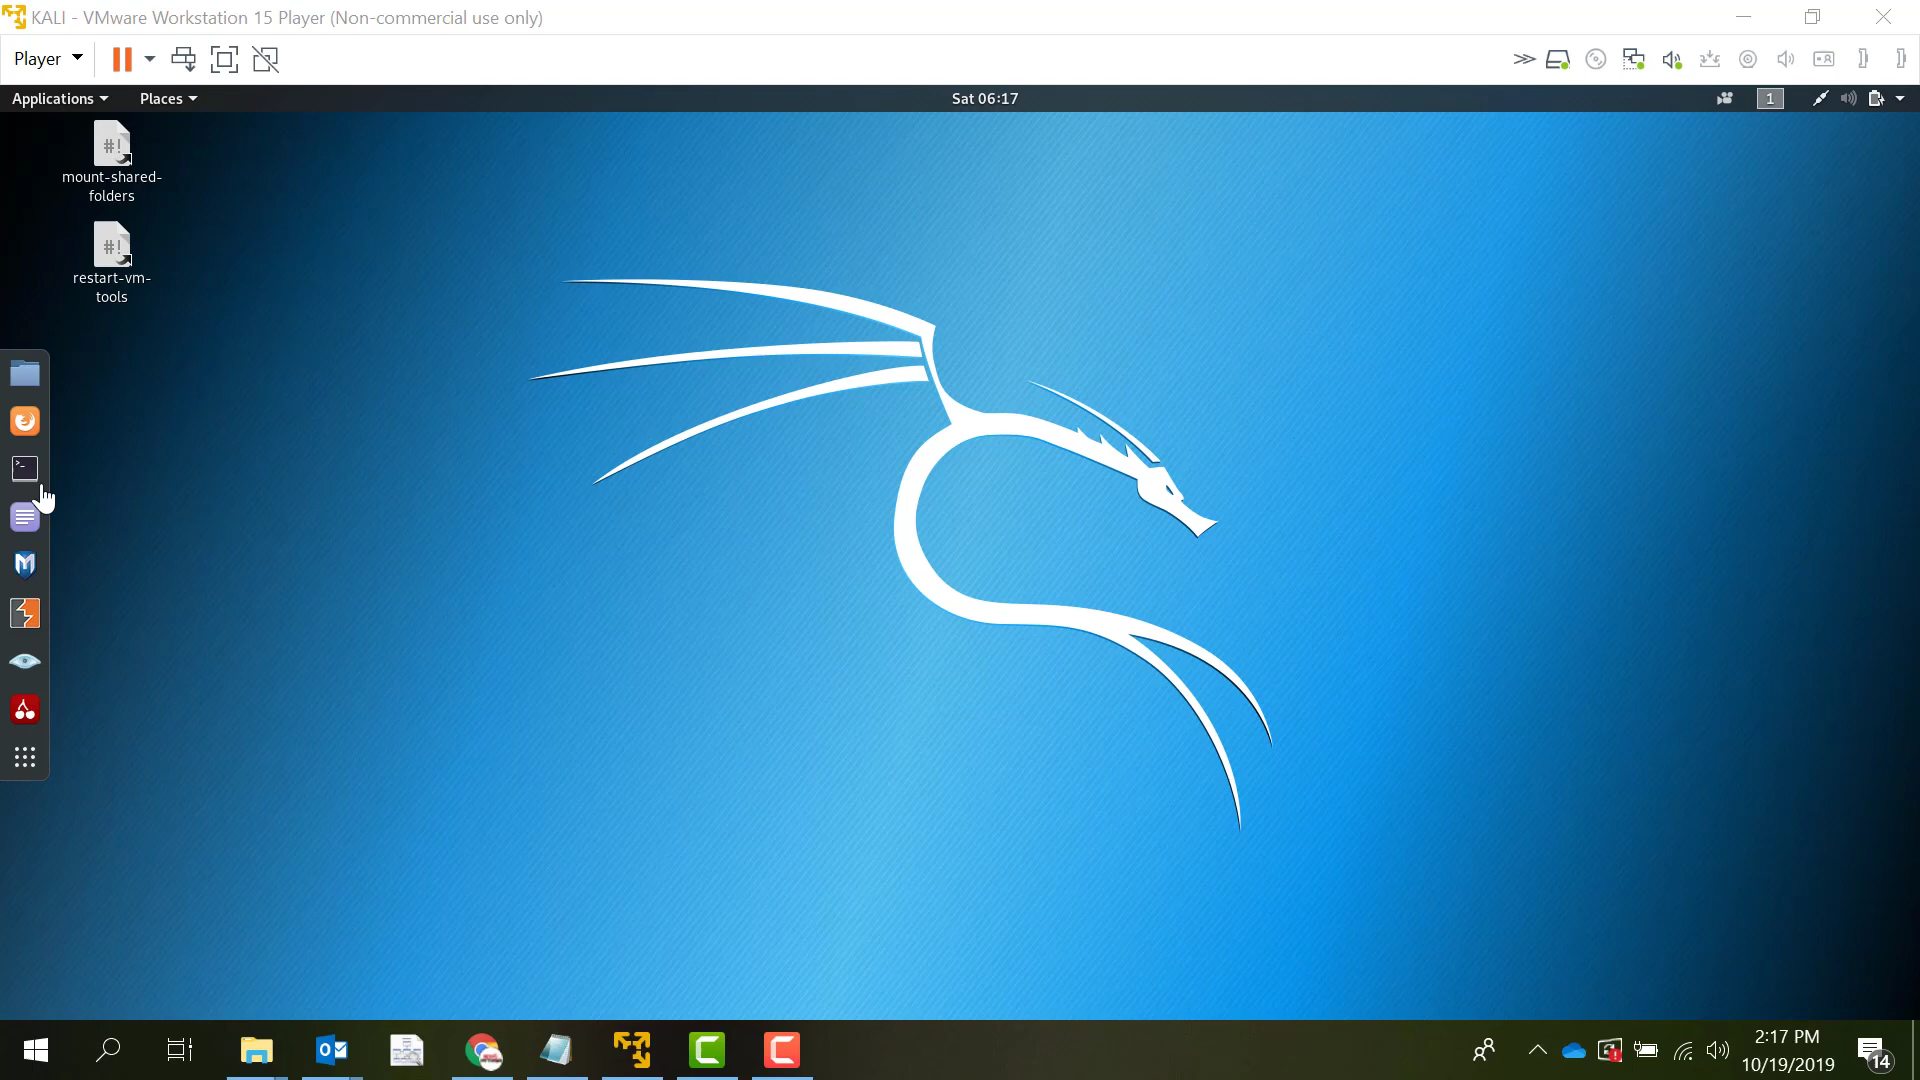 KALI - VMware Workstation 15 Player (Non-commercial use only)
Player
Applications Places Sat 06:17 1
#!
mount-shared-
folders
#!
restart-vm-
tools
>-
2:17 PM
10/19/2019
14